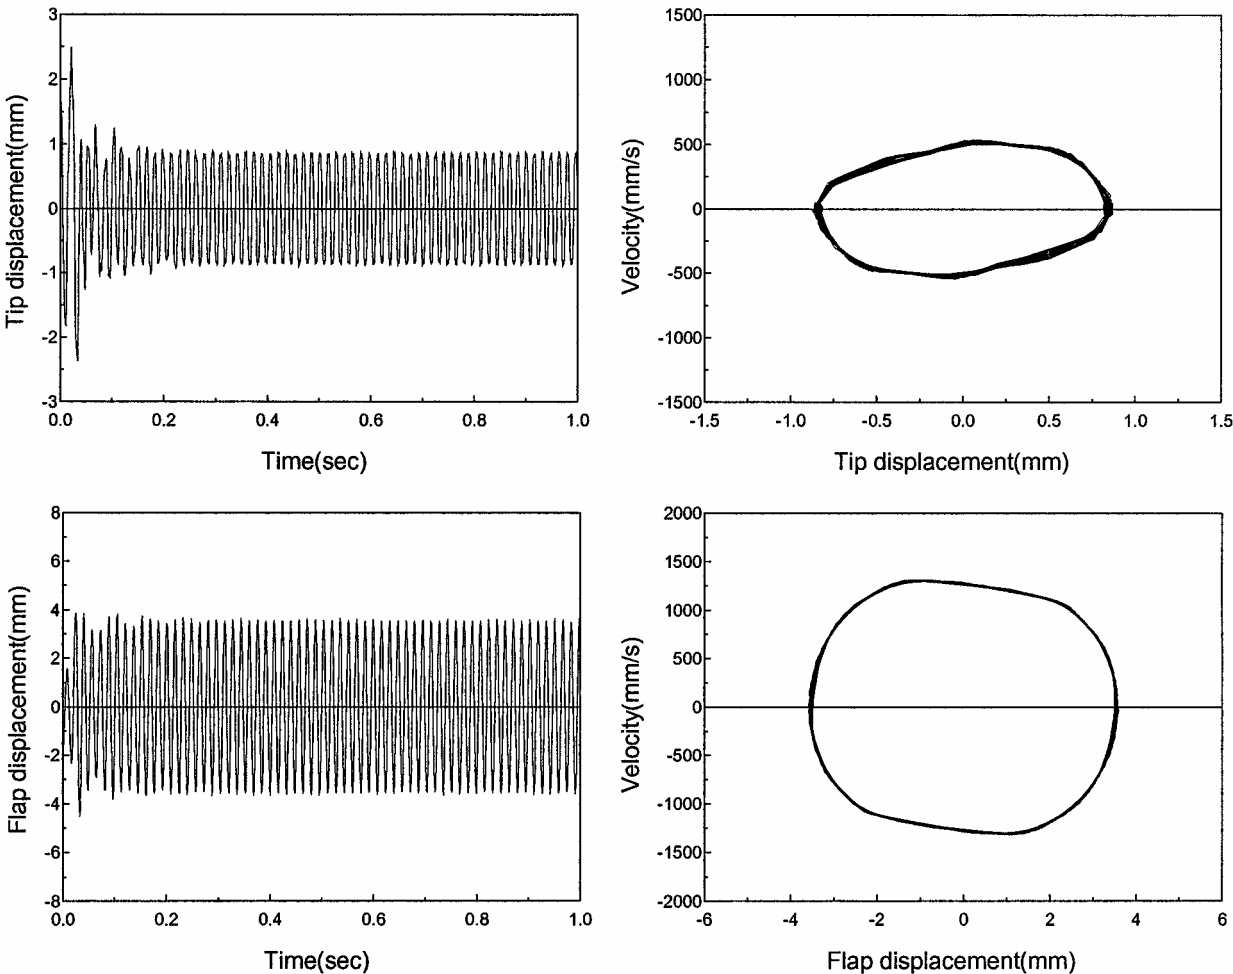 3
2
1
0
-1
-2
-3
Tip displacement(mm)
0.0 0.2 0.4 0.6 0.8 1.0
Time(sec)
1500
1000
500
0
-500
-1000
-1500
Velocity(mm/s)
-1.5 -1.0 -0.5 0.0 0.5 1.0 1.5
Tip displacement(mm)
8
6
4
2
0
-2
-4
-6
-8
Flap displacement(mm)
0.0 0.2 0.4 0.6 0.8 1.0
Time(sec)
2000
1500
1000
500
0
-500
-1000
-1500
-2000
Velocity(mm/s)
-6 -4 -2 0 2 4 6
Flap displacement(mm)